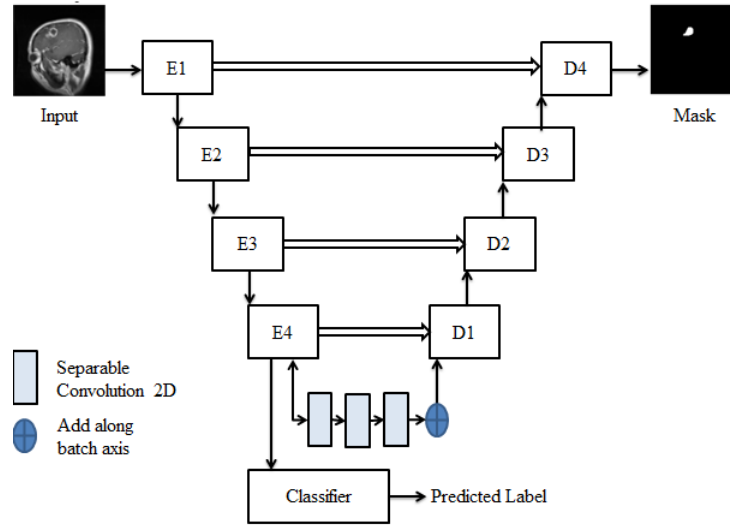 E1
D4
Input
Mask
E2
D3
E3
D2
E4
D1
Separable
Convolution 2D
Add along
batch axis
Classifier
Predicted Label